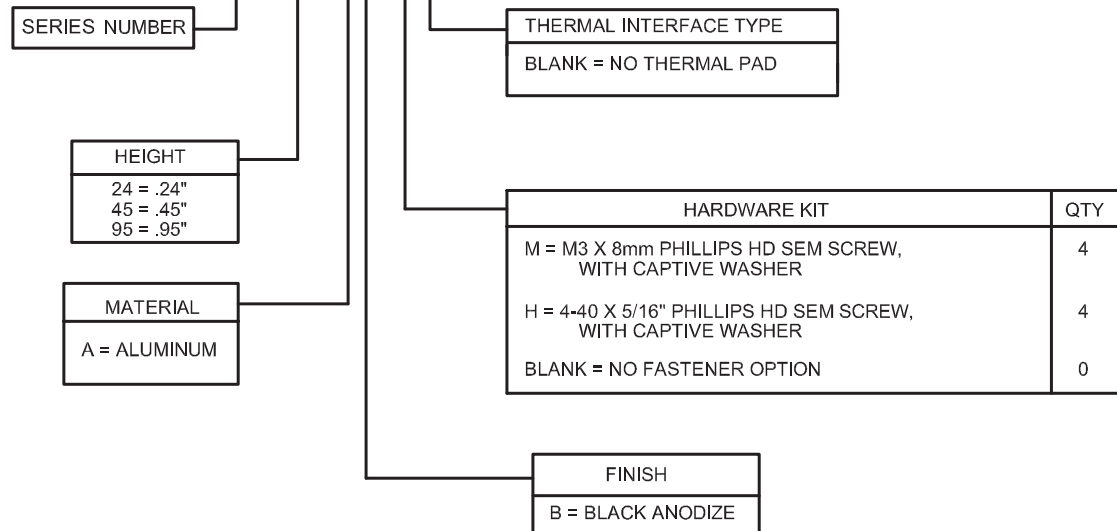 SERIES NUMBER
THERMAL INTERFACE TYPE
BLANK = NO THERMAL PAD
HEIGHT
24 = .24"
45 = .45"
95 = .95"
HARDWARE KIT QTY
M = M3 X 8mm PHILLIPS HD SEM SCREW, 4
WITH CAPTIVE WASHER
H = 4-40 X 5/16" PHILLIPS HD SEM SCREW, 4
WITH CAPTIVE WASHER
BLANK = NO FASTENER OPTION 0
MATERIAL
A = ALUMINUM
FINISH
B = BLACK ANODIZE